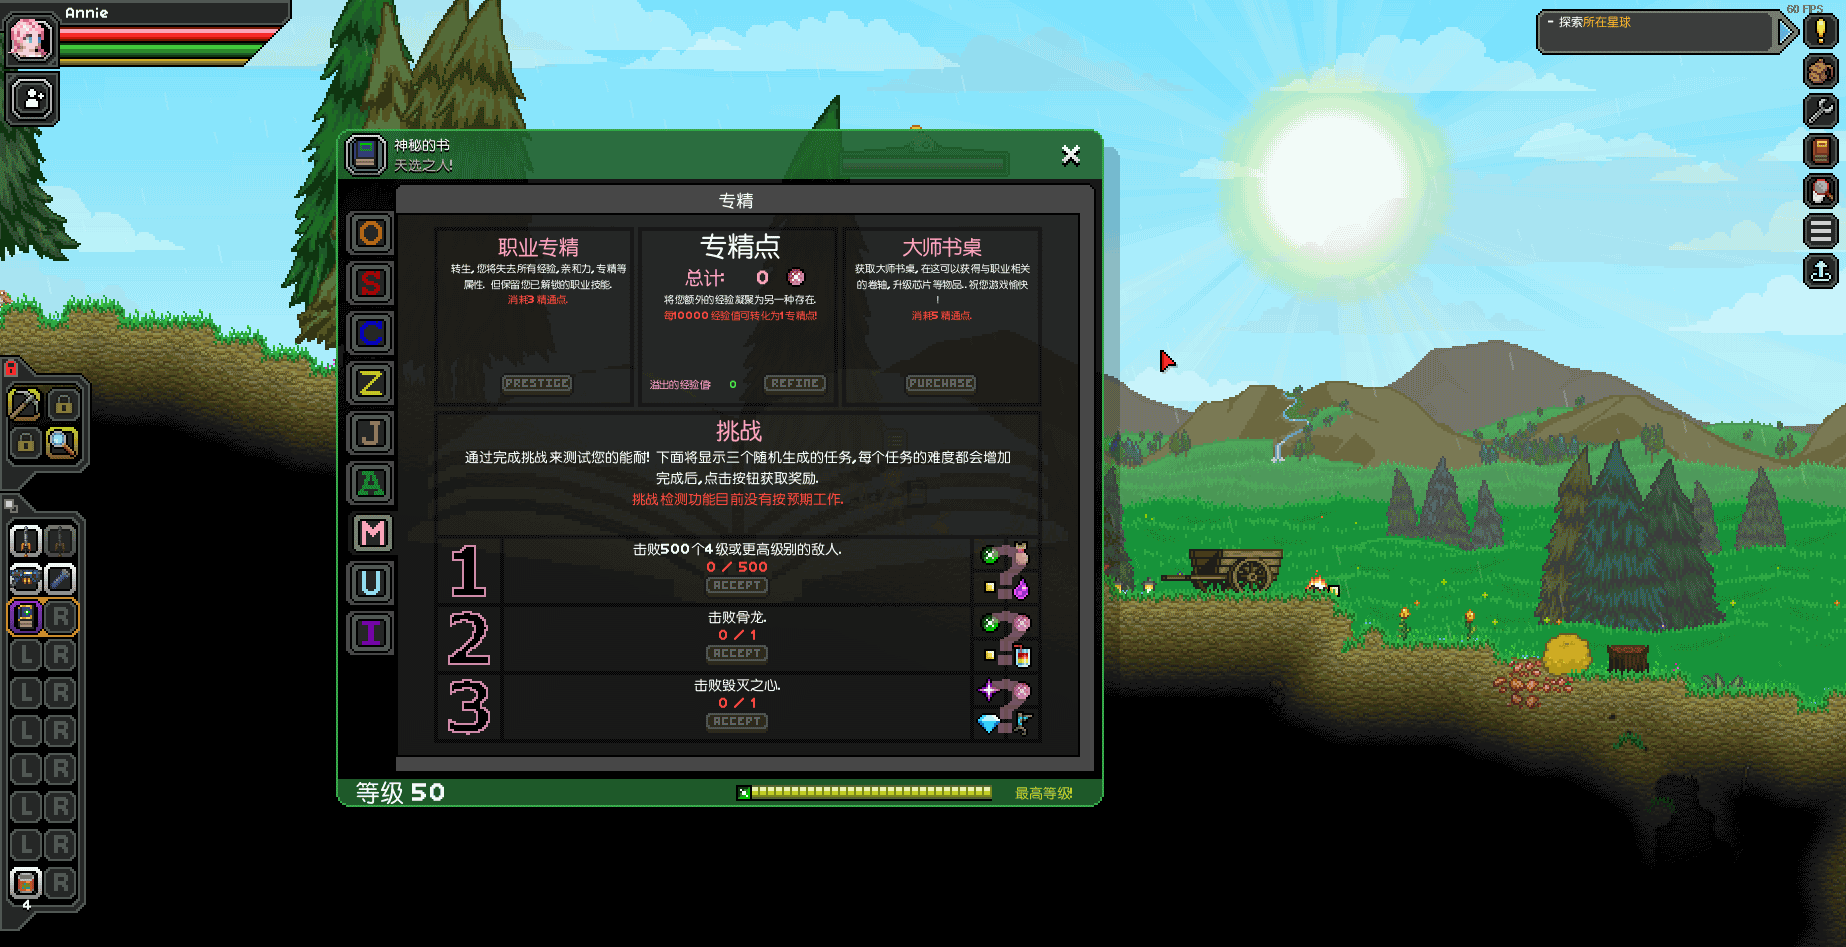 Annie
60 FPS
- 探索所在星球
神秘的书
天选之人!
专精
O
S
C
Z
J
A
M
U
I
职业专精
转生,您将失去所有经验,亲和力,专精等
属性. 但保留您已解锁的职业技能.
消耗3 精通点.
PRESTIGE
专精点
总计: 0
将您额外的经验凝聚为另一种存在.
每10000 经验值可转化为1专精点!
溢出的经验值: 0
REFINE
大师书桌
获取大师书桌,在这可以获得与职业相关
的卷轴,升级芯片等物品..祝您游戏愉快
!
消耗5 精通点.
PURCHASE
挑战
通过完成挑战来测试您的能耐! 下面将显示三个随机生成的任务,每个任务的难度都会增加
完成后,点击按钮获取奖励.
挑战检测功能目前没有按预期工作.
1
击败500个4级或更高级别的敌人.
0 / 500
ACCEPT
?
2
击败骨龙.
0 / 1
ACCEPT
?
3
击败毁灭之心.
0 / 1
ACCEPT
?
等级 50
最高等级!
R
L R
L R
L R
L R
L R
L R
R
4